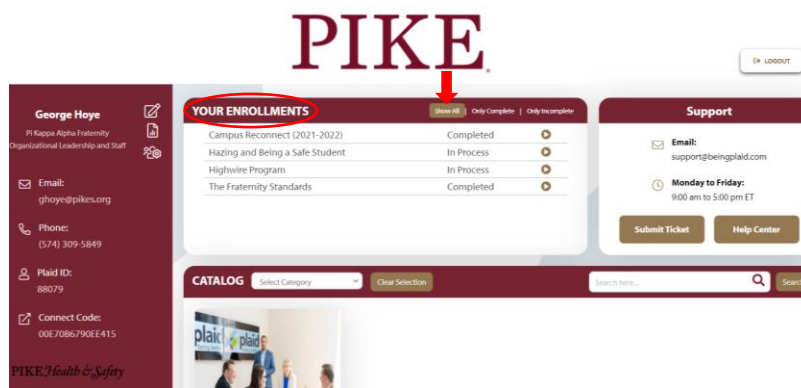 PIKE
LOGOUT
George Hoye
Pi Kappa Alpha Fraternity
Organizational Leadership and Staff
Email:
ghoye@pikes.org
Phone:
(574) 309-5849
Plaid ID:
88079
Connect Code:
00E70B6790EE415
PIKE Health & Safety
YOUR ENROLLMENTS
Show All | Only Complete | Only Incomplete
Campus Reconnect (2021-2022) Completed
Hazing and Being a Safe Student In Process
Highwire Program In Process
The Fraternity Standards Completed
Support
Email:
support@beingplaid.com
Monday to Friday:
9:00 am to 5:00 pm ET
Submit Ticket Help Center
CATALOG Select Category Clear Selection Search here... Search
plaid plaid